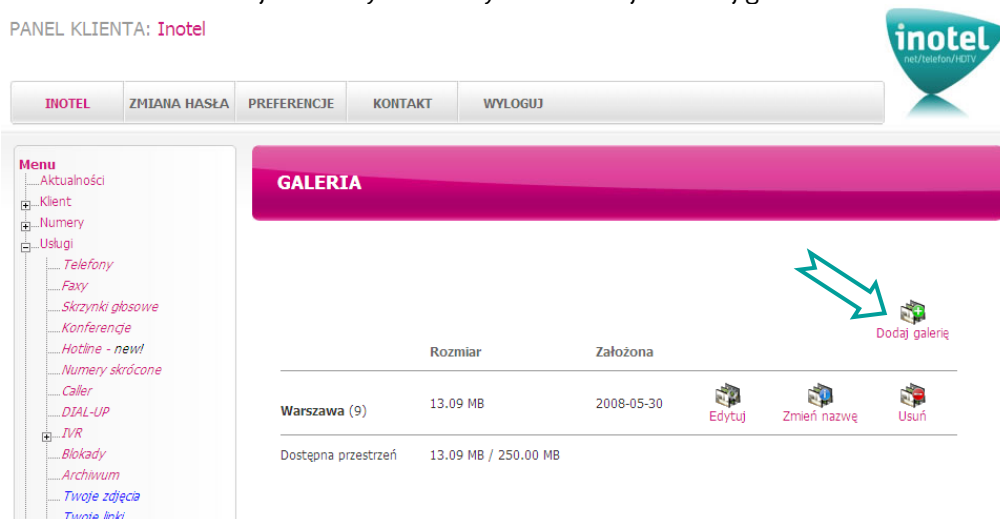 PANEL KLIENTA: Inotel
inotel
net/telefon/HDTV
INOTEL ZMIANA HASŁA PREFERENCJE KONTAKT WYLOGUJ
Menu
Aktualności
Klient
Numery
Usługi
Telefony
Faxy
Skrzynki głosowe
Konferencje
Hotline - new!
Numery skrócone
Caller
DIAL-UP
IVR
Blokady
Archiwum
Twoje zdjęcia
Twoje linki
GALERIA
Dodaj galerię
Rozmiar Założona
Warszawa (9) 13.09 MB 2008-05-30 Edytuj Zmień nazwę Usuń
Dostępna przestrzeń 13.09 MB / 250.00 MB